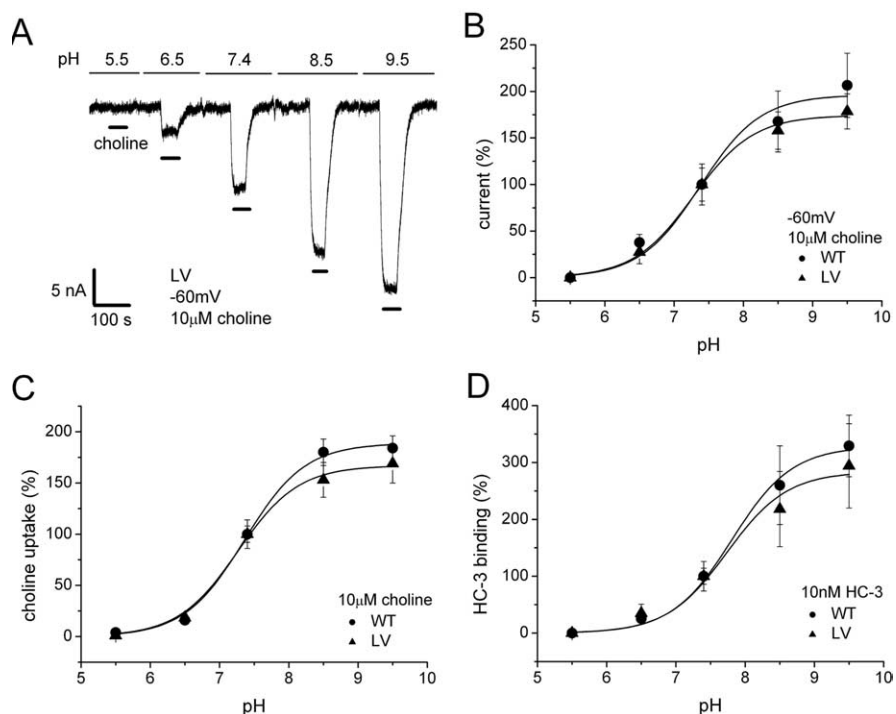 A
pH 5.5 6.5 7.4 8.5 9.5
choline
5 nA
100 s
LV
-60mV
10μM choline
B
250
200
150
100
50
0
current (%)
-60mV
10μM choline
WT
LV
5 6 7 8 9 10
pH
C
200
150
100
50
0
choline uptake (%)
10μM choline
WT
LV
5 6 7 8 9 10
pH
D
400
300
200
100
0
HC-3 binding (%)
10nM HC-3
WT
LV
5 6 7 8 9 10
pH